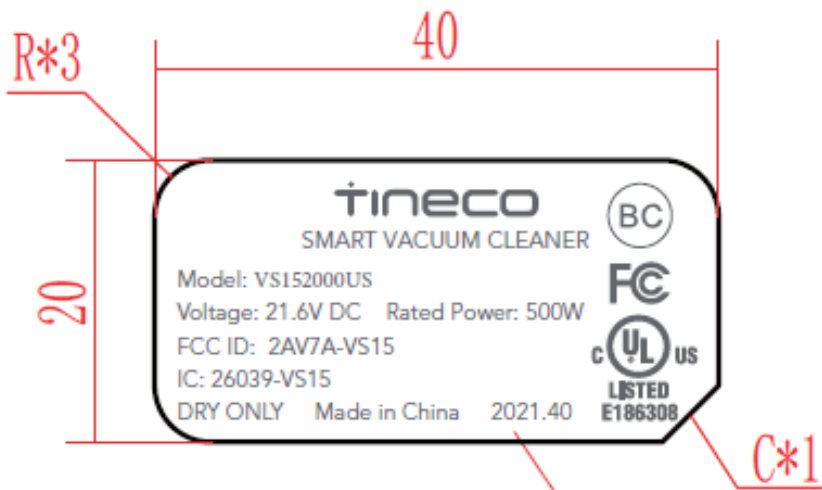 40
R*3
20
TINECO
BC
SMART VACUUM CLEANER
Model: VS152000US
FC
Voltage: 21.6V DC Rated Power: 500W
FCC ID: 2AV7A-VS15
C UL US
IC: 26039-VS15
LISTED
DRY ONLY Made in China 2021.40
E186308
C*1